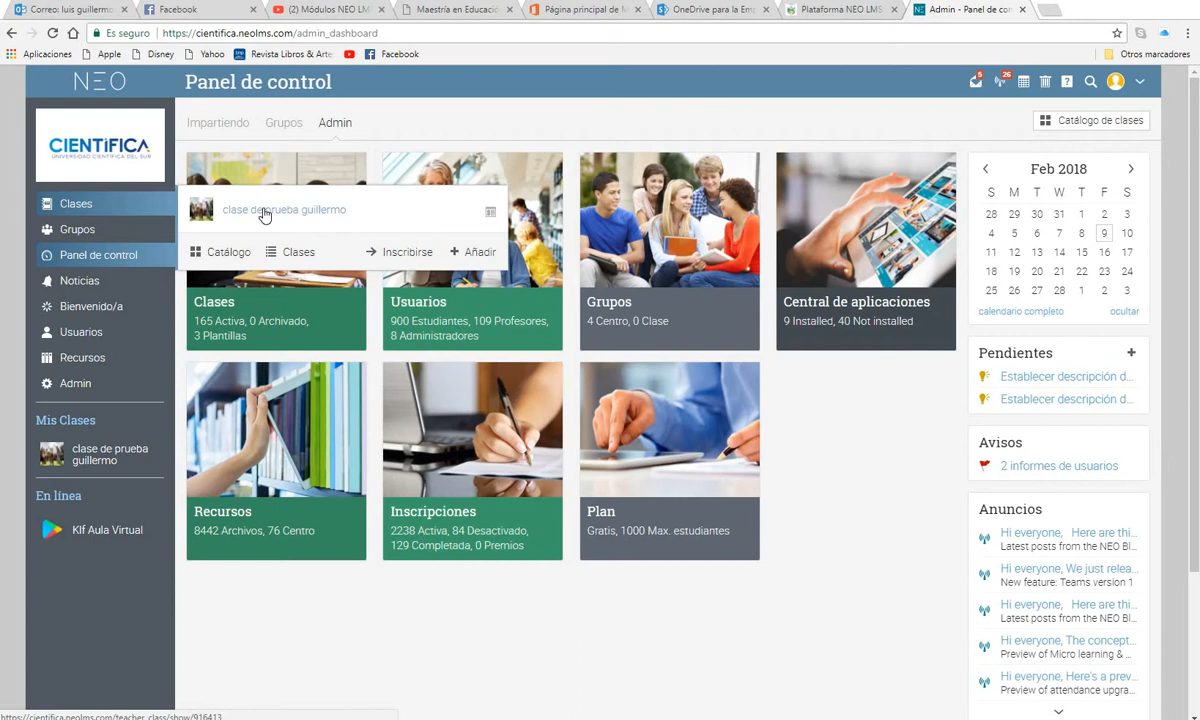 Correo: luis guillermo
Facebook
(2) Módulos NEO LM
Maestría en Educació
Página principal de M
OneDrive para la Emp
Plataforma NEO LMS
Admin - Panel de con
Es seguro
https://cientifica.neolms.com/admin_dashboard
Aplicaciones
Apple
Disney
Yahoo
Revista Libros & Arte
Facebook
Otros marcadores
NEO
Panel de control
5
26
CIENTÍFICA
UNIVERSIDAD CIENTÍFICA DEL SUR
Clases
Grupos
Panel de control
Noticias
Bienvenido/a
Usuarios
Recursos
Admin
Mis Clases
clase de prueba
guillermo
En línea
Klf Aula Virtual
Impartiendo
Grupos
Admin
Catálogo de clases
clase de prueba guillermo
Catálogo
Clases
Inscribirse
Añadir
Clases
165 Activa, 0 Archivado,
3 Plantillas
Usuarios
900 Estudiantes, 109 Profesores,
8 Administradores
Grupos
4 Centro, 0 Clase
Central de aplicaciones
9 Installed, 40 Not installed
Recursos
8442 Archivos, 76 Centro
Inscripciones
2238 Activa, 84 Desactivado,
129 Completada, 0 Premios
Plan
Gratis, 1000 Max. estudiantes
Feb 2018
S M T W T F S
28 29 30 31 1 2 3
4 5 6 7 8 9 10
11 12 13 14 15 16 17
18 19 20 21 22 23 24
25 26 27 28 1 2 3
calendario completo
ocultar
Pendientes
Establecer descripción d...
Establecer descripción d...
Avisos
2 informes de usuarios
Anuncios
Hi everyone, Here are thi...
Latest posts from the NEO Bl...
Hi everyone, We just relea...
New feature: Teams version 1
Hi everyone, Here are thi...
Latest posts from the NEO Bl...
Hi everyone, The concept...
Preview of Micro learning & ...
Hi everyone, Here's a prev...
Preview of attendance upgra...
https://cientifica.neolms.com/teacher_class/show/916413